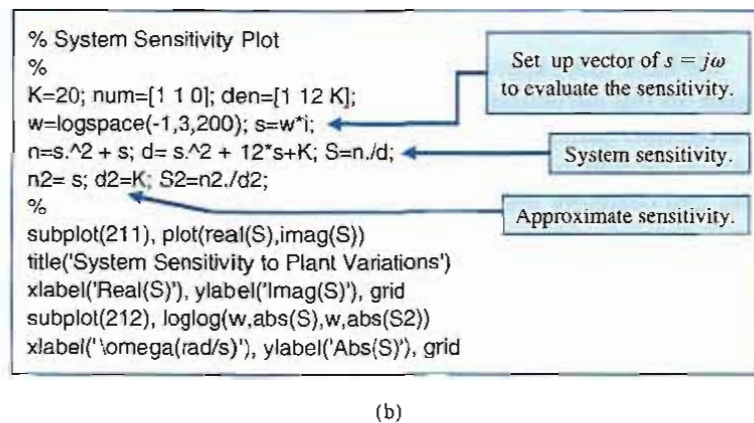 % System Sensitivity Plot
%
K=20; num=[1 1 0]; den=[1 12 K];
w=logspace(-1,3,200); s=w*i;
n=s.^2 + s; d= s.^2 + 12*s+K; S=n./d;
n2= s; d2=K; S2=n2./d2;
%
subplot(211), plot(real(S),imag(S))
title('System Sensitivity to Plant Variations')
xlabel('Real(S)'), ylabel('Imag(S)'), grid
subplot(212), loglog(w,abs(S),w,abs(S2))
xlabel('\omega(rad/s)'), ylabel('Abs(S)'), grid
Set up vector of s = jω
to evaluate the sensitivity.
System sensitivity.
Approximate sensitivity.
(b)